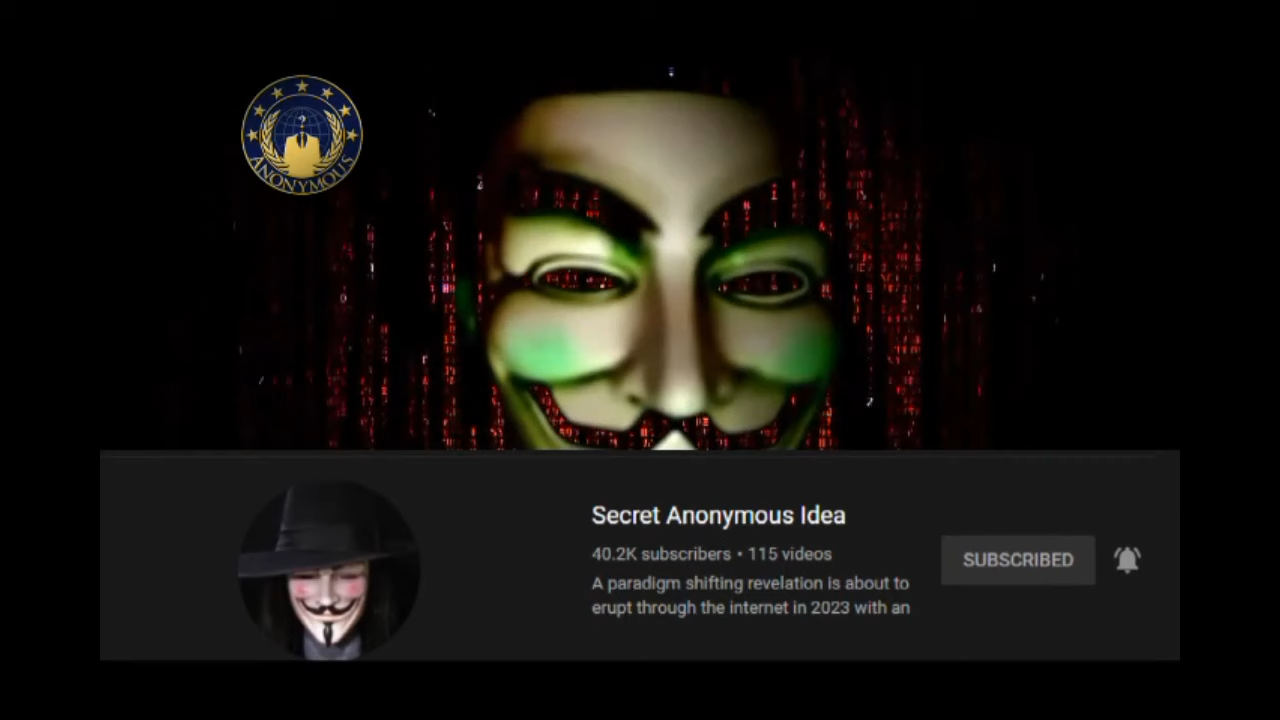 ?
ANONYMOUS
Secret Anonymous Idea
40.2K subscribers • 115 videos
SUBSCRIBED
A paradigm shifting revelation is about to
erupt through the internet in 2023 with an